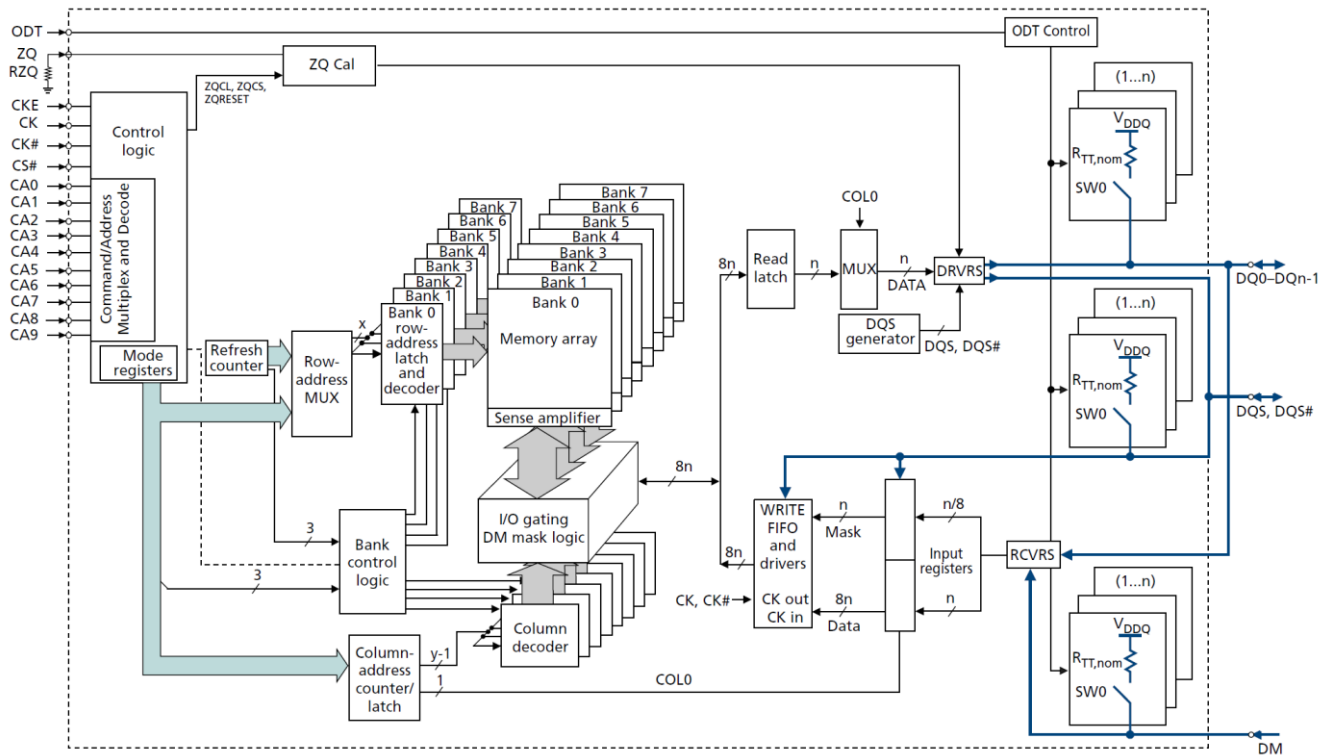 ODT
ZQ
RZQ
CKE
CK
CK#
CS#
CA0
CA1
CA2
CA3
CA4
CA5
CA6
CA7
CA8
CA9
Control
logic
Command/Address
Multiplex and Decode
Mode
registers
ZQCL, ZQCS,
ZQRESET
ZQ Cal
ODT Control
Refresh
counter
Row-
address
MUX
x
Bank 7
Bank 6
Bank 5
Bank 4
Bank 3
Bank 2
Bank 1
Bank 0
row-
address
latch
and
decoder
Bank 7
Bank 6
Bank 5
Bank 4
Bank 3
Bank 2
Bank 1
Bank 0
Memory array
Sense amplifier
3
3
Bank
control
logic
I/O gating
DM mask logic
Column
decoder
Column-
address
counter/
latch
y-1
1
COL0
8n
8n
8n
Read
latch
n
COL0
MUX
n
DATA
DRVRS
DQS
generator
DQS, DQS#
WRITE
FIFO
and
drivers
CK out
CK in
CK, CK#
n
Mask
8n
Data
n/8
Input
registers
n
RCVRS
(1...n)
VDDQ
RTT,nom
SW0
(1...n)
VDDQ
RTT,nom
SW0
(1...n)
VDDQ
RTT,nom
SW0
DQ0–DQn-1
DQS, DQS#
DM